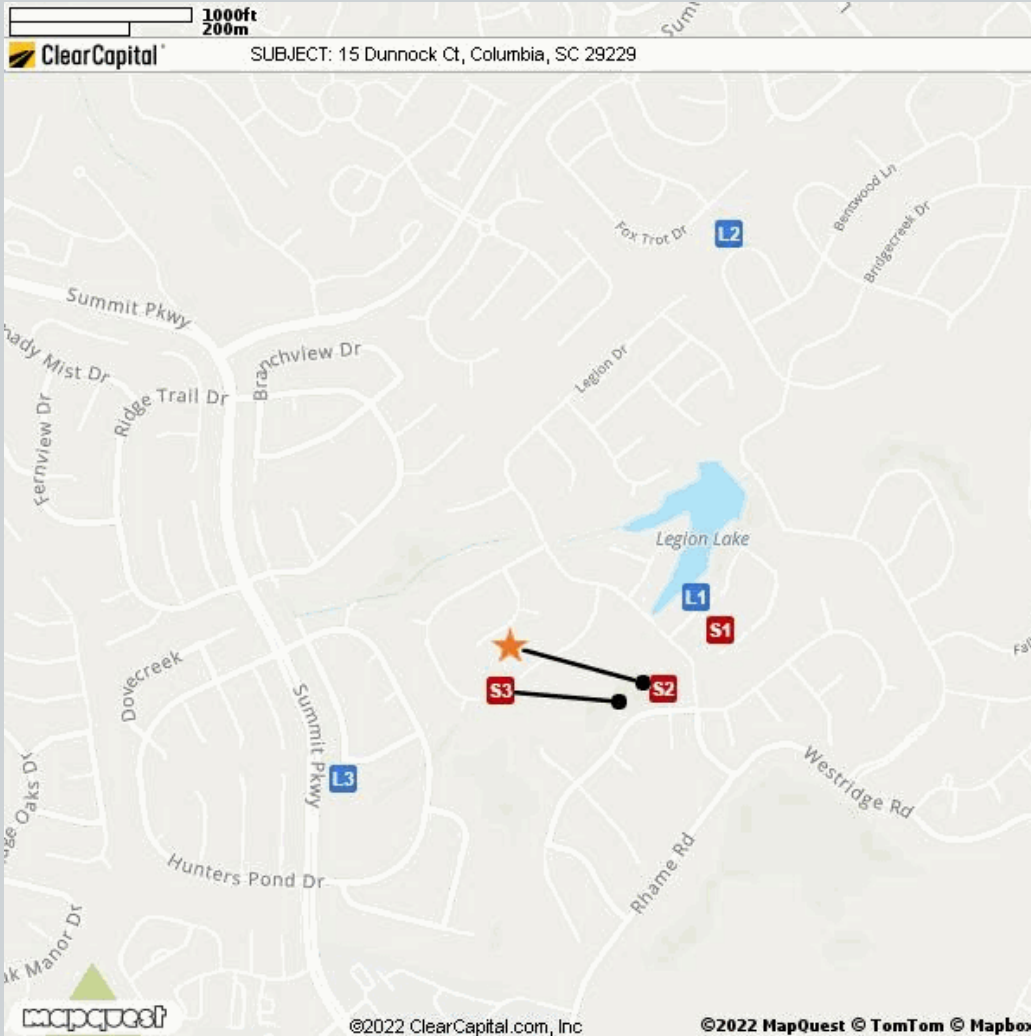 1000ft
200m
ClearCapital
SUBJECT: 15 Dunnock Ct, Columbia, SC 29229
Bentwood Ln
Fox Trot Dr
L2
Bridgecreek Dr
Summit Pkwy
Mist Dr
Branchview Dr
Legion Dr
Ridge Trail Dr
Fernview Dr
Legion Lake
L1
S1
Dovecreek
S3
S2
Summit Pkwy
L3
Westridge Rd
Oaks Dr
Hunters Pond Dr
Rhame Rd
Manor Dr
mapquest
©2022 ClearCapital.com, Inc
©2022 MapQuest © TomTom © Mapbox